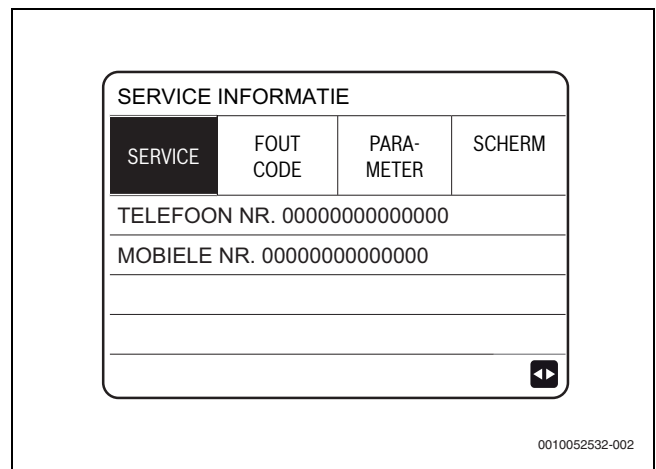 SERVICE INFORMATIE
SERVICE
FOUT
CODE
PARA-
METER
SCHERM
TELEFOON NR. 00000000000000
MOBIELE NR. 00000000000000
0010052532-002